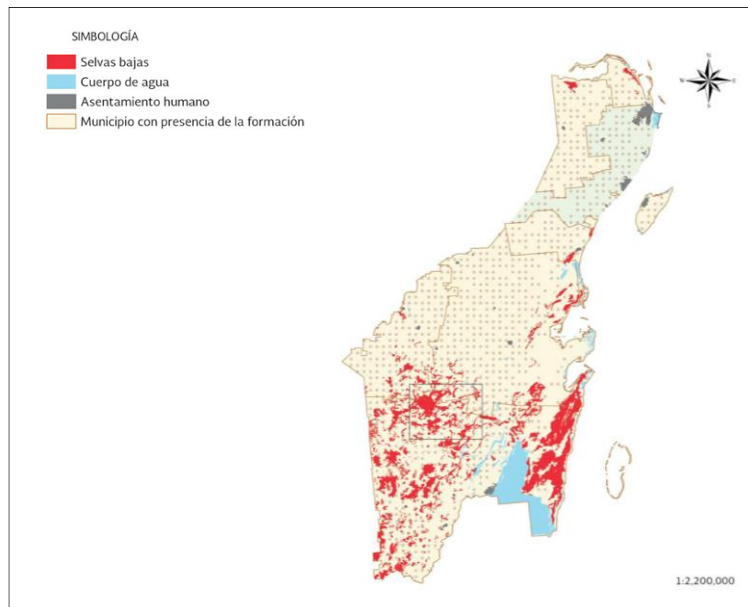 SIMBOLOGÍA
Selvas bajas
Cuerpo de agua
Asentamiento humano
Municipio con presencia de la formación
N
W
E
S
1:2,200,000